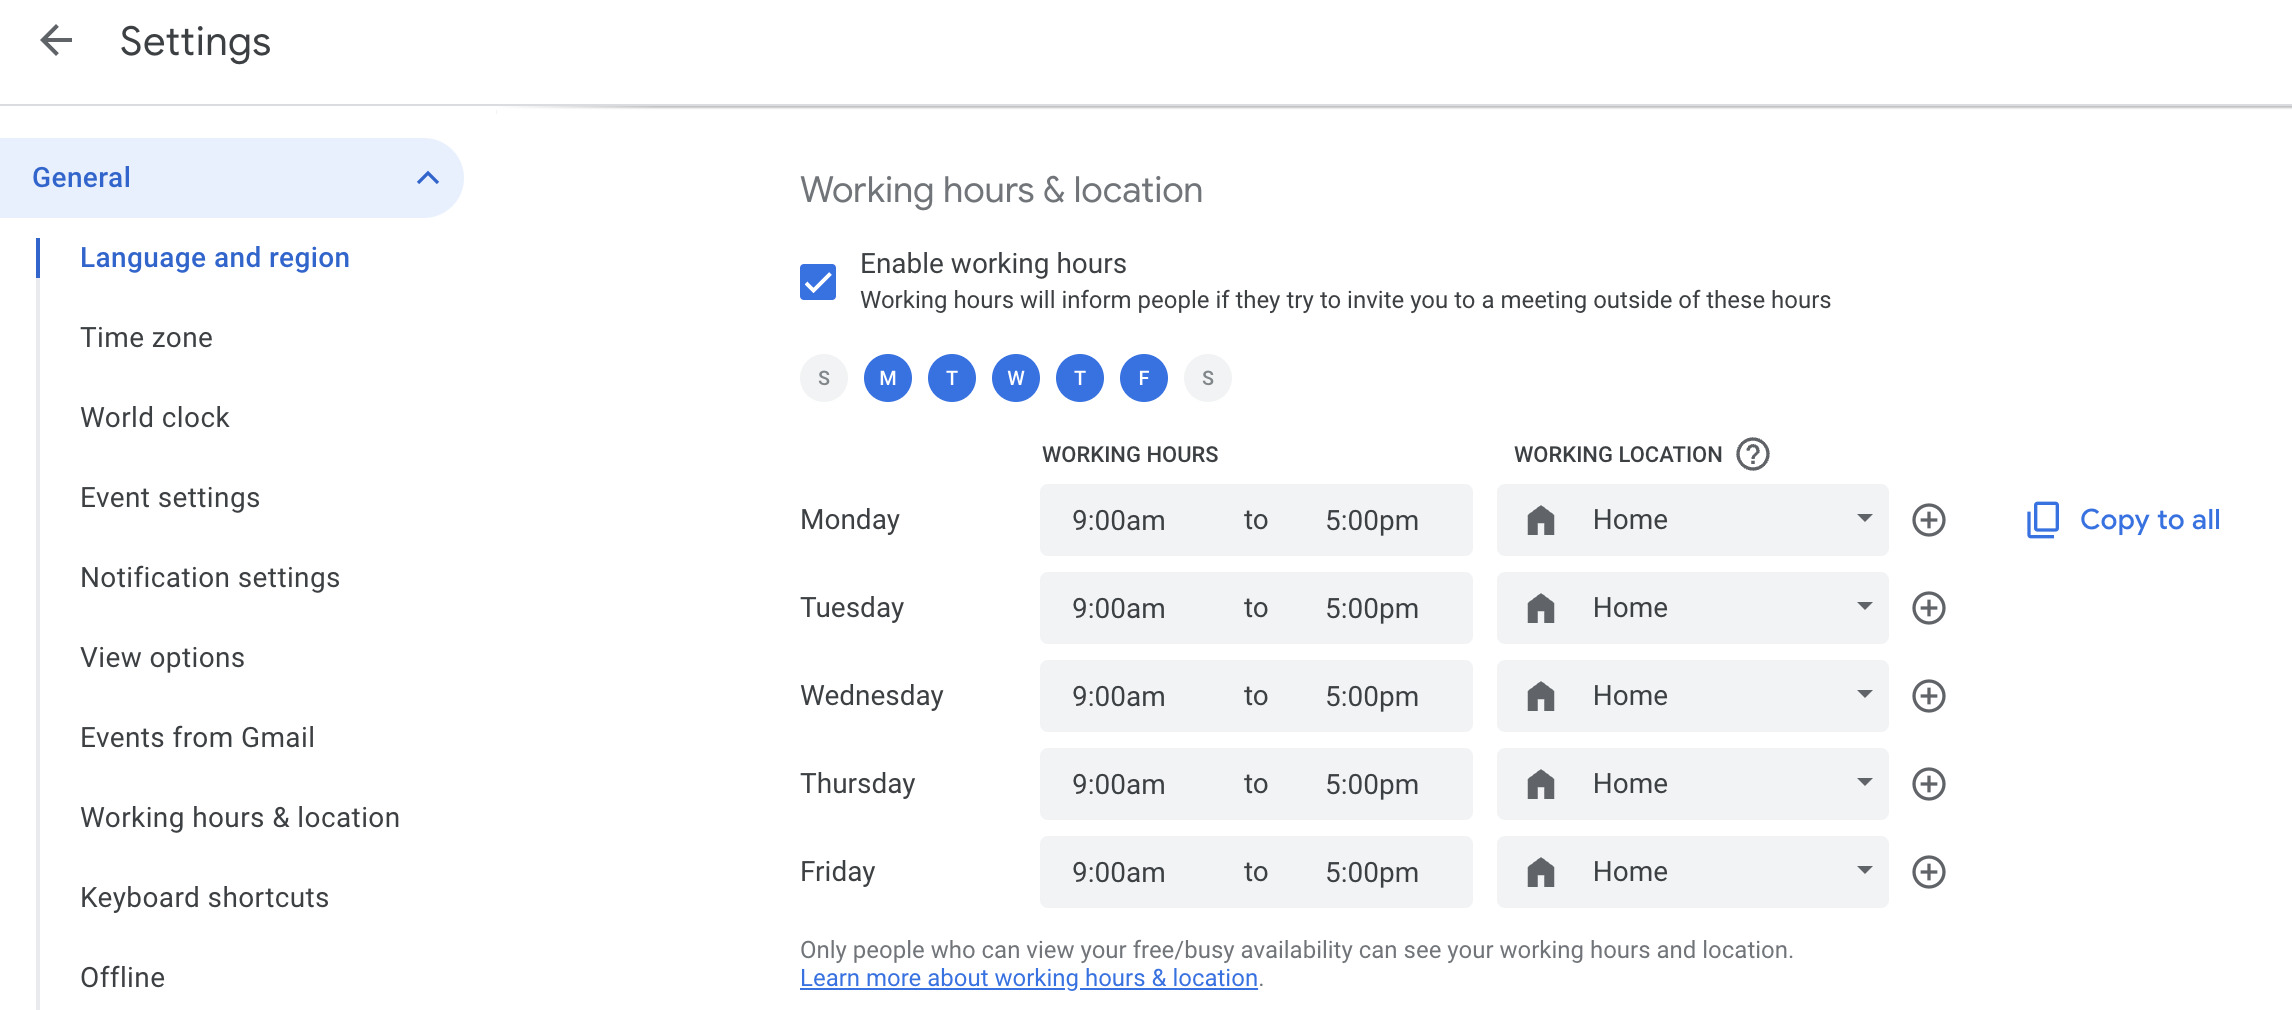 Settings
General
Language and region
Time zone
World clock
Event settings
Notification settings
View options
Events from Gmail
Working hours & location
Keyboard shortcuts
Offline
Working hours & location
Enable working hours
Working hours will inform people if they try to invite you to a meeting outside of these hours
S M T W T F S
WORKING HOURS WORKING LOCATION ?
Monday 9:00am to 5:00pm Home Copy to all
Tuesday 9:00am to 5:00pm Home
Wednesday 9:00am to 5:00pm Home
Thursday 9:00am to 5:00pm Home
Friday 9:00am to 5:00pm Home
Only people who can view your free/busy availability can see your working hours and location.
Learn more about working hours & location.